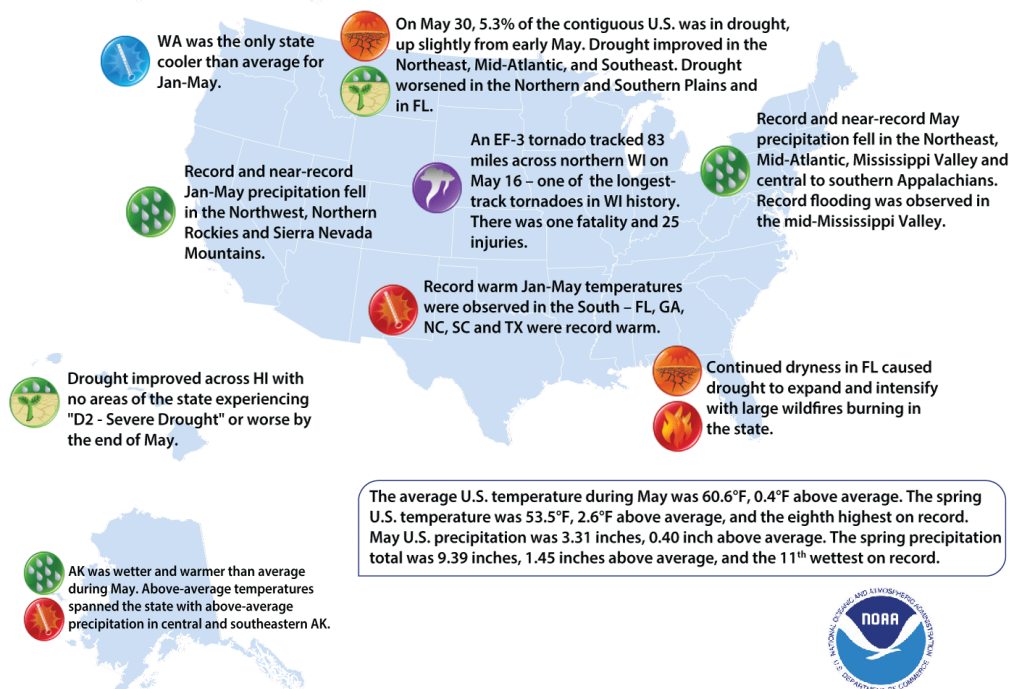 WA was the only state
cooler than average for
Jan-May.
On May 30, 5.3% of the contiguous U.S. was in drought,
up slightly from early May. Drought improved in the
Northeast, Mid-Atlantic, and Southeast. Drought
worsened in the Northern and Southern Plains and
in FL.
Record and near-record May
precipitation fell in the Northeast,
Mid-Atlantic, Mississippi Valley and
central to southern Appalachians.
Record flooding was observed in
the mid-Mississippi Valley.
An EF-3 tornado tracked 83
miles across northern WI on
May 16 – one of the longest-
track tornadoes in WI history.
There was one fatality and 25
injuries.
Record and near-record
Jan-May precipitation fell
in the Northwest, Northern
Rockies and Sierra Nevada
Mountains.
Record warm Jan-May temperatures
were observed in the South – FL, GA,
NC, SC and TX were record warm.
Continued dryness in FL caused
drought to expand and intensify
with large wildfires burning in
the state.
Drought improved across HI with
no areas of the state experiencing
"D2 - Severe Drought" or worse by
the end of May.
The average U.S. temperature during May was 60.6°F, 0.4°F above average. The spring
U.S. temperature was 53.5°F, 2.6°F above average, and the eighth highest on record.
May U.S. precipitation was 3.31 inches, 0.40 inch above average. The spring precipitation
total was 9.39 inches, 1.45 inches above average, and the 11th wettest on record.
AK was wetter and warmer than average
during May. Above-average temperatures
spanned the state with above-average
precipitation in central and southeastern AK.
NATIONAL OCEANIC AND ATMOSPHERIC ADMINISTRATION
NOAA
U.S. DEPARTMENT OF COMMERCE